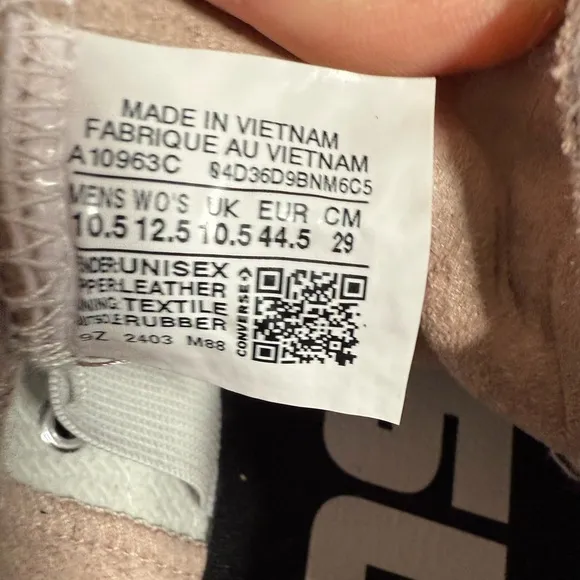 MADE IN VIETNAM
FABRIQUE AU VIETNAM
A10963C 94D36D9BNM6C5
MENS WO'S UK EUR CM
10.5 12.5 10.5 44.5 29
UNISEX
LEATHER
TEXTILE
RUBBER
2403 M88
CONVERSE